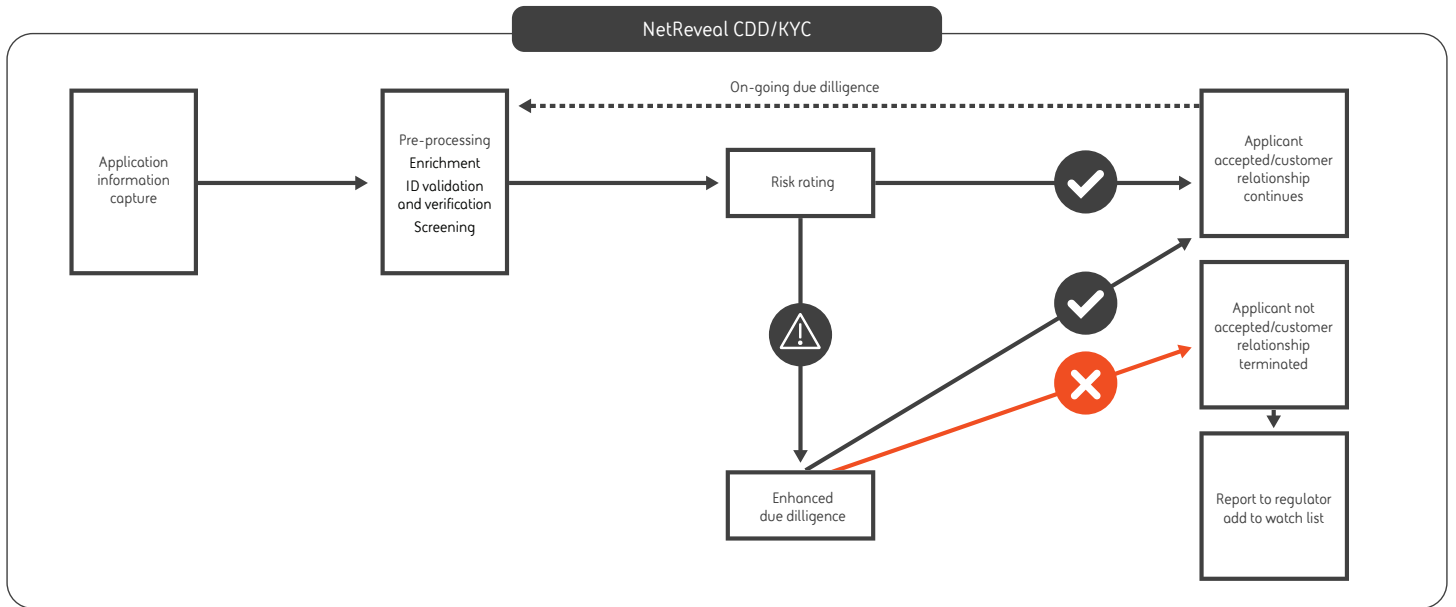 NetReveal CDD/KYC
On-going due dilligence
Application
information
capture
Pre-processing
Enrichment
ID validation
and verification
Screening
Risk rating
Applicant
accepted/customer
relationship
continues
Applicant not
accepted/customer
relationship
terminated
Enhanced
due dilligence
Report to regulator
add to watch list